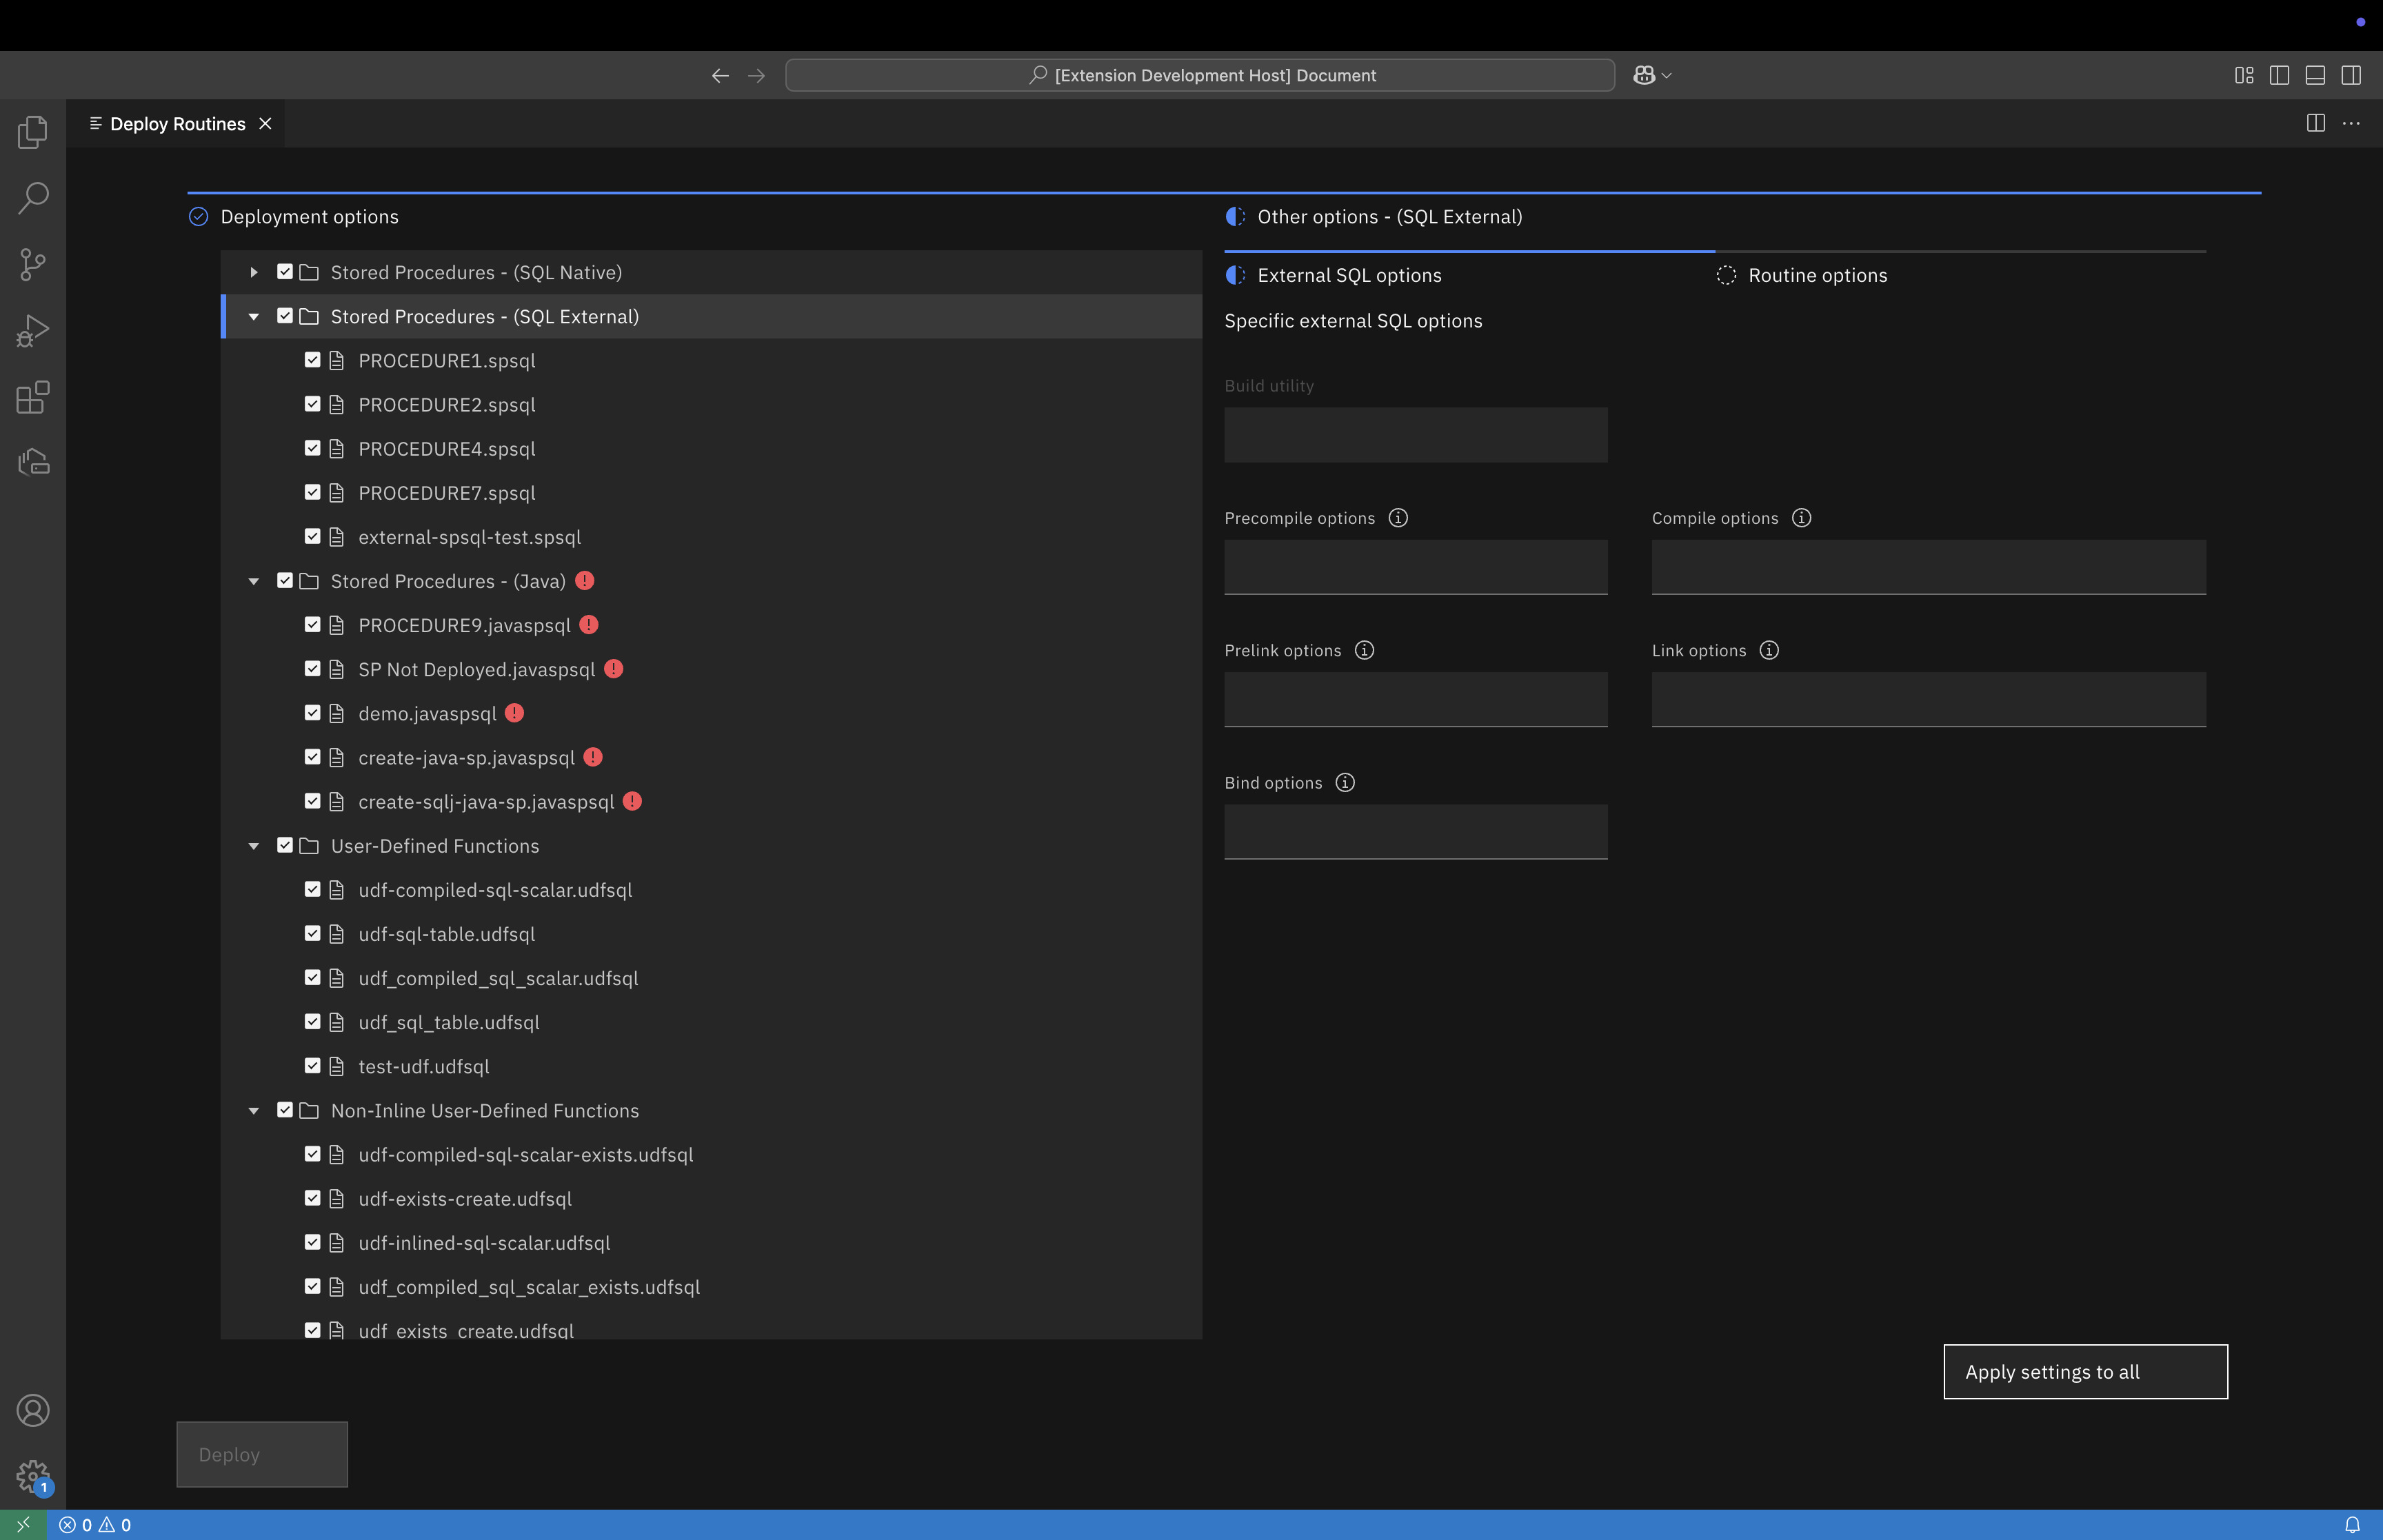 [Extension Development Host] Document
Deploy Routines
Deployment options
Stored Procedures - (SQL Native)
Stored Procedures - (SQL External)
PROCEDURE1.spsql
PROCEDURE2.spsql
PROCEDURE4.spsql
PROCEDURE7.spsql
external-spsql-test.spsql
Stored Procedures - (Java)
PROCEDURE9.javaspsql
SP Not Deployed.javaspsql
demo.javaspsql
create-java-sp.javaspsql
create-sqlj-java-sp.javaspsql
User-Defined Functions
udf-compiled-sql-scalar.udfsql
udf-sql-table.udfsql
udf_compiled_sql_scalar.udfsql
udf_sql_table.udfsql
test-udf.udfsql
Non-Inline User-Defined Functions
udf-compiled-sql-scalar-exists.udfsql
udf-exists-create.udfsql
udf-inlined-sql-scalar.udfsql
udf_compiled_sql_scalar_exists.udfsql
udf_exists_create.udfsql
Other options - (SQL External)
External SQL options
Routine options
Specific external SQL options
Build utility
Precompile options
Compile options
Prelink options
Link options
Bind options
Apply settings to all
Deploy
1
0 0